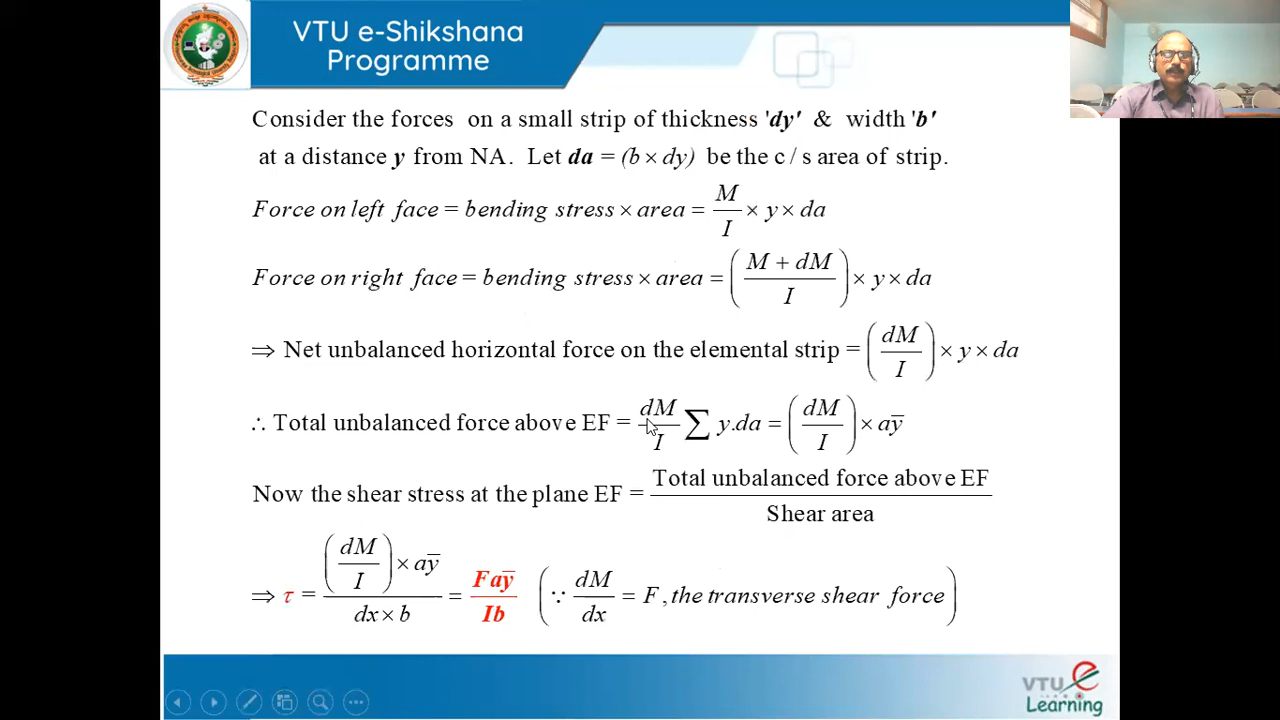 VTU e-Shikshana
Programme
Consider the forces on a small strip of thickness 'dy' & width 'b'
at a distance y from NA. Let da = (b × dy) be the c / s area of strip.
Force on left face = bending stress × area = M/I × y × da
Force on right face = bending stress × area = ((M + dM)/I) × y × da
⇒ Net unbalanced horizontal force on the elemental strip = (dM/I) × y × da
∴ Total unbalanced force above EF = dM/I ∑ y.da = (dM/I) × aȳ
Now the shear stress at the plane EF = Total unbalanced force above EF / Shear area
⇒ τ = ((dM/I) × aȳ)/(dx × b) = Faȳ/Ib (∵ dM/dx = F, the transverse shear force)
VTU e
Learning